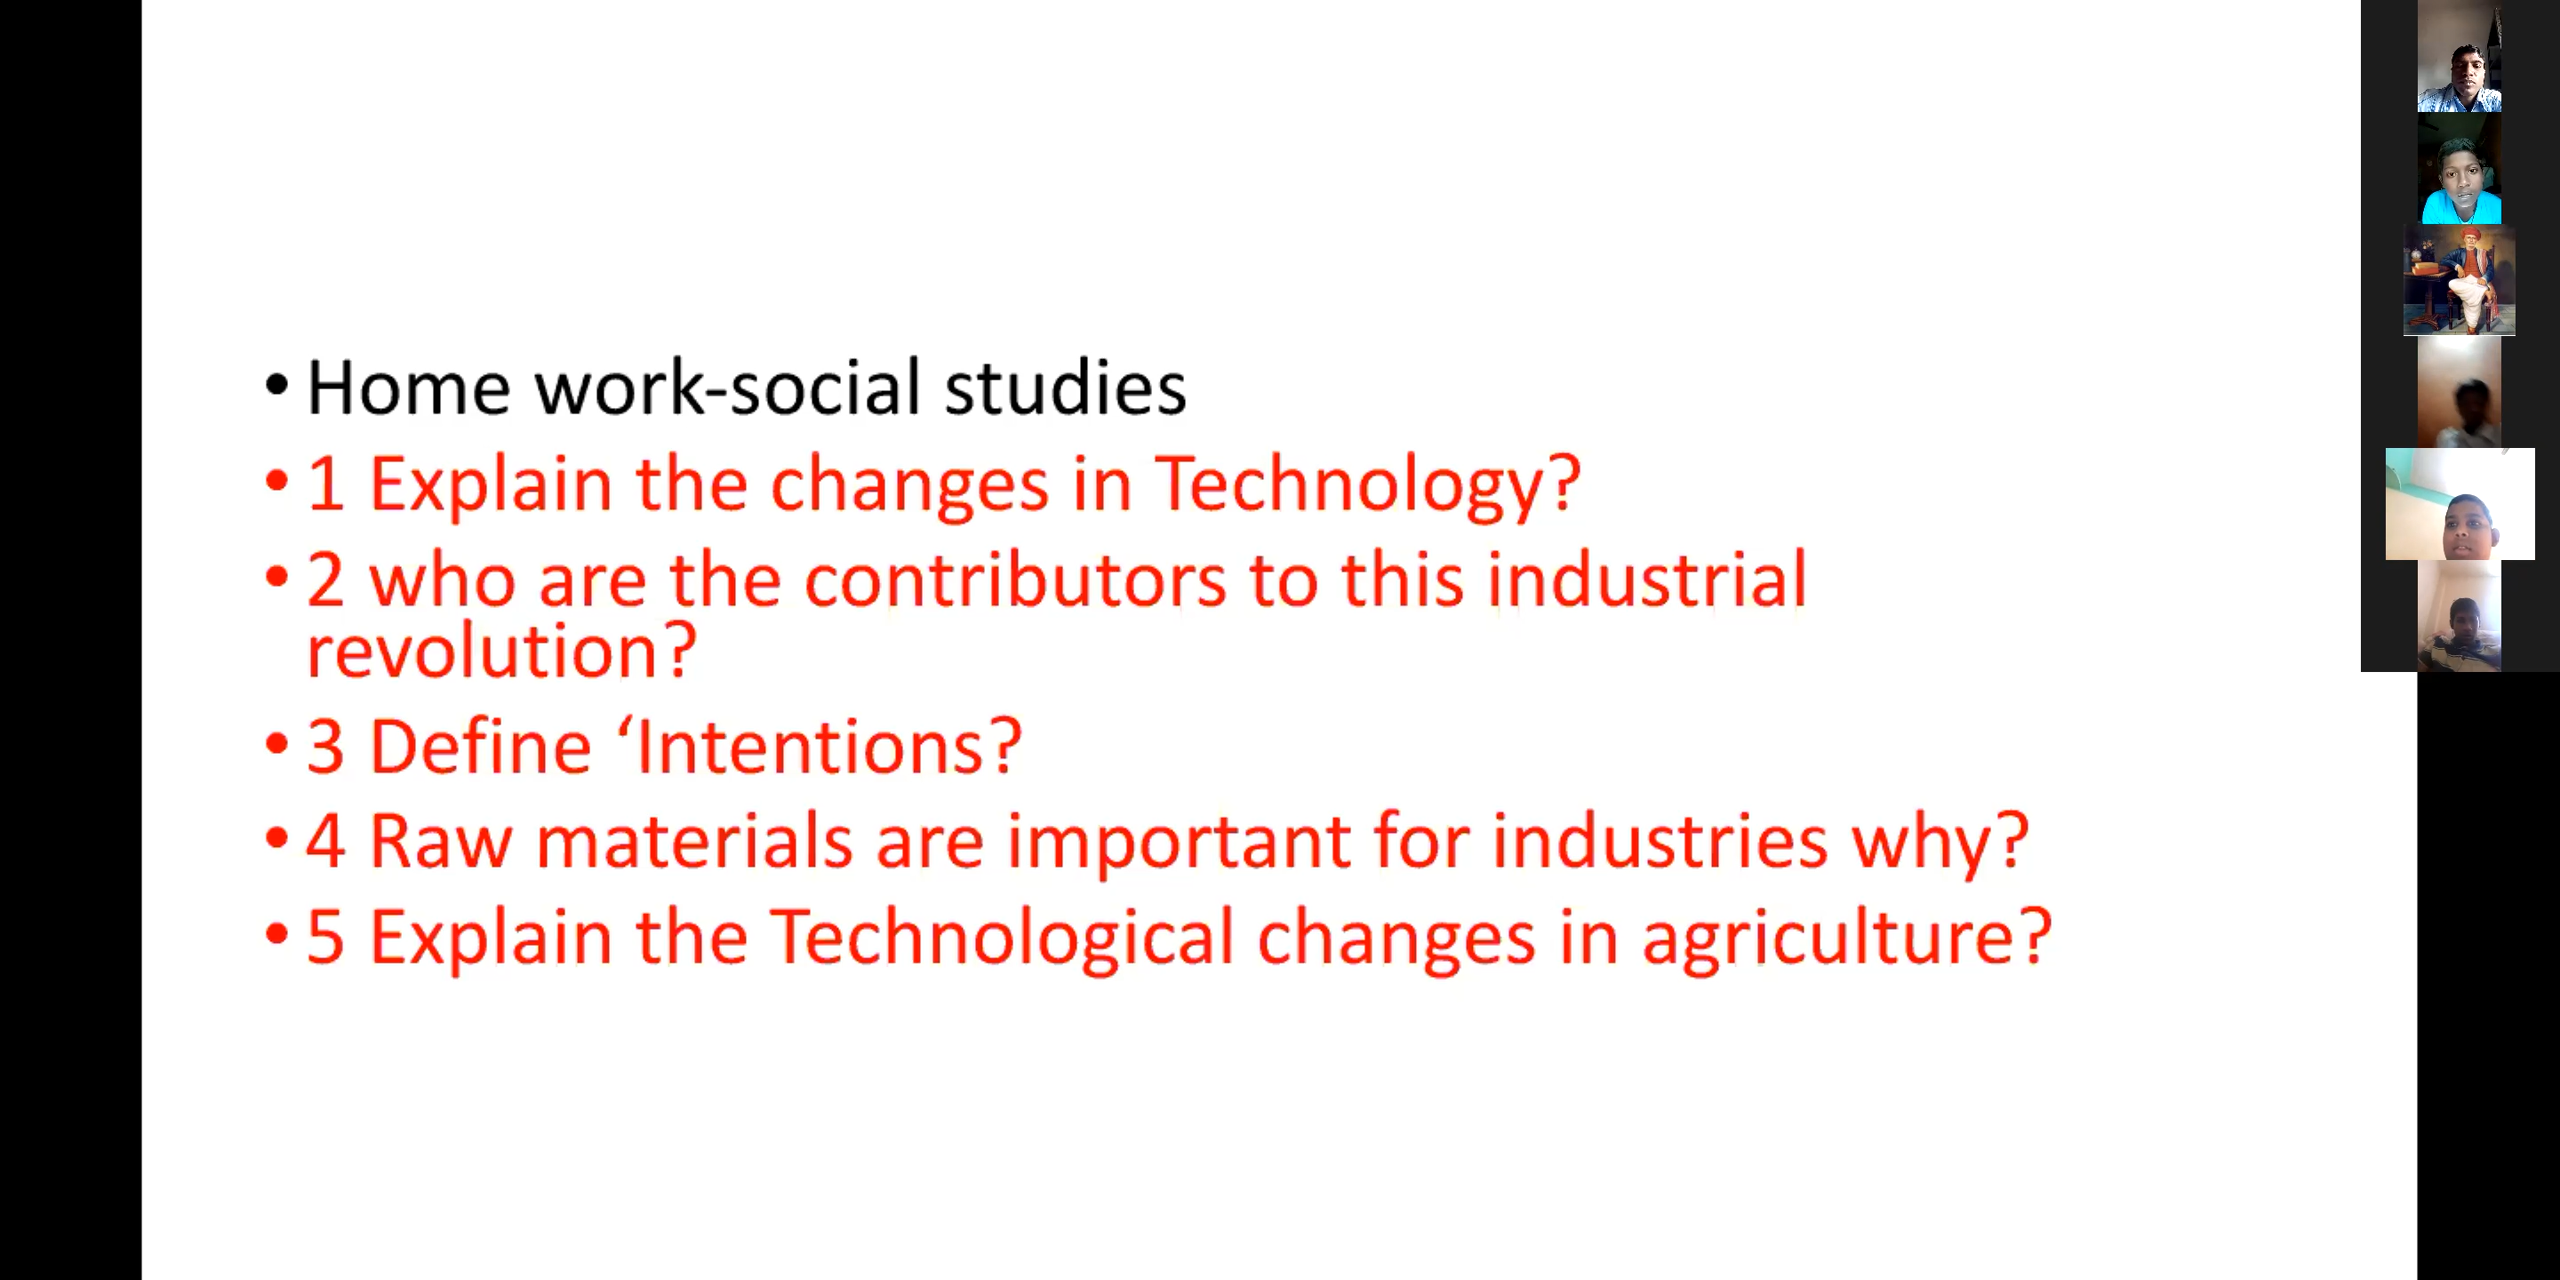 • Home work-social studies
• 1 Explain the changes in Technology?
• 2 who are the contributors to this industrial
revolution?
• 3 Define ‘Intentions?
• 4 Raw materials are important for industries why?
• 5 Explain the Technological changes in agriculture?